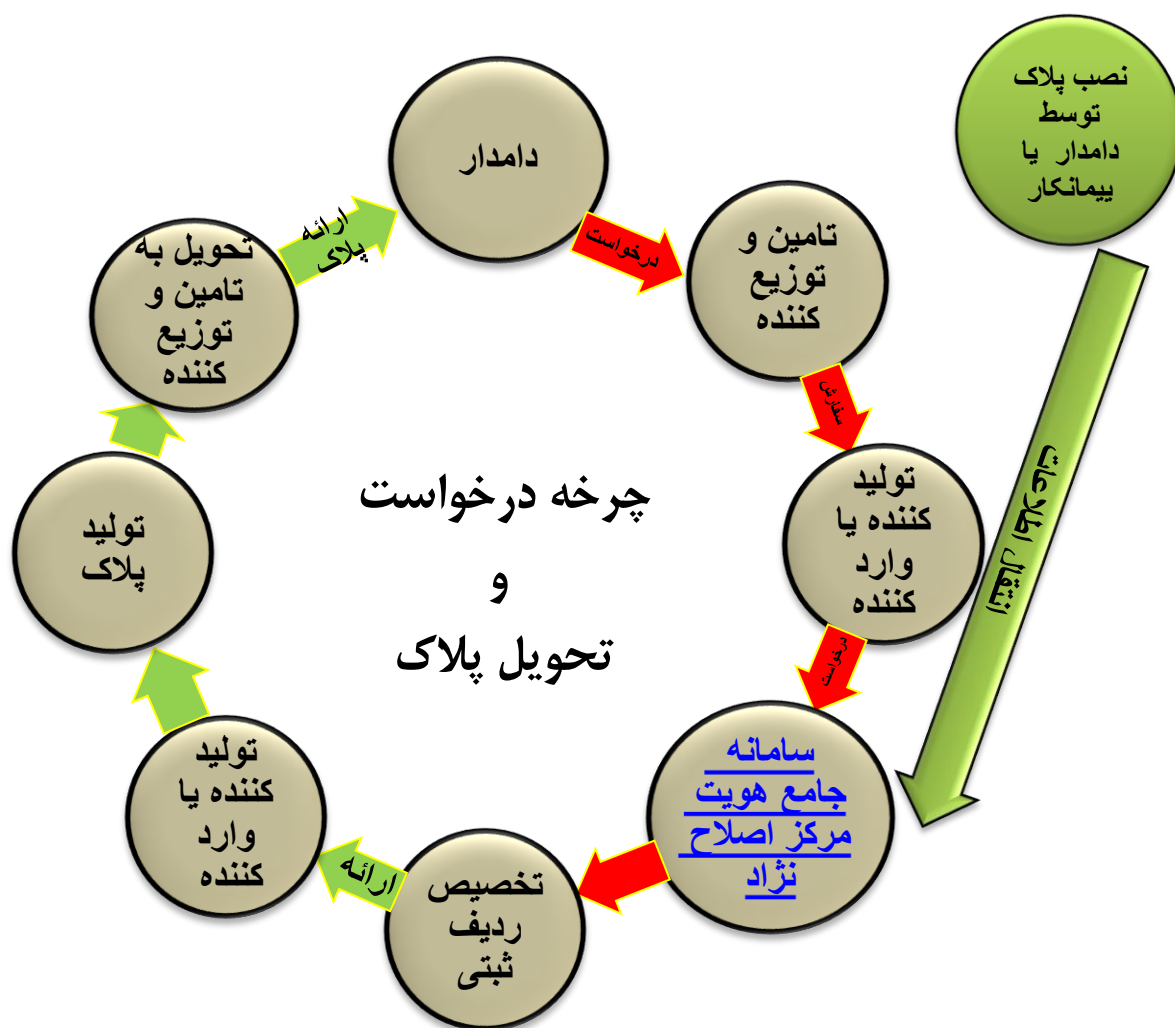 دامدار
درخواست
تامین و
توزیع
کننده
سفارش
تولید
کننده یا
وارد
کننده
درخواست
سامانه
جامع هویت
مرکز اصلاح
نژاد
تخصیص
ردیف
ثبتی
ارائه
تولید
کننده یا
وارد
کننده
تولید
پلاک
تحویل به
تامین و
توزیع
کننده
ارائه
پلاک
چرخه درخواست
و
تحویل پلاک
نصب پلاک
توسط
دامدار یا
پیمانکار
انتقال اطلاعات